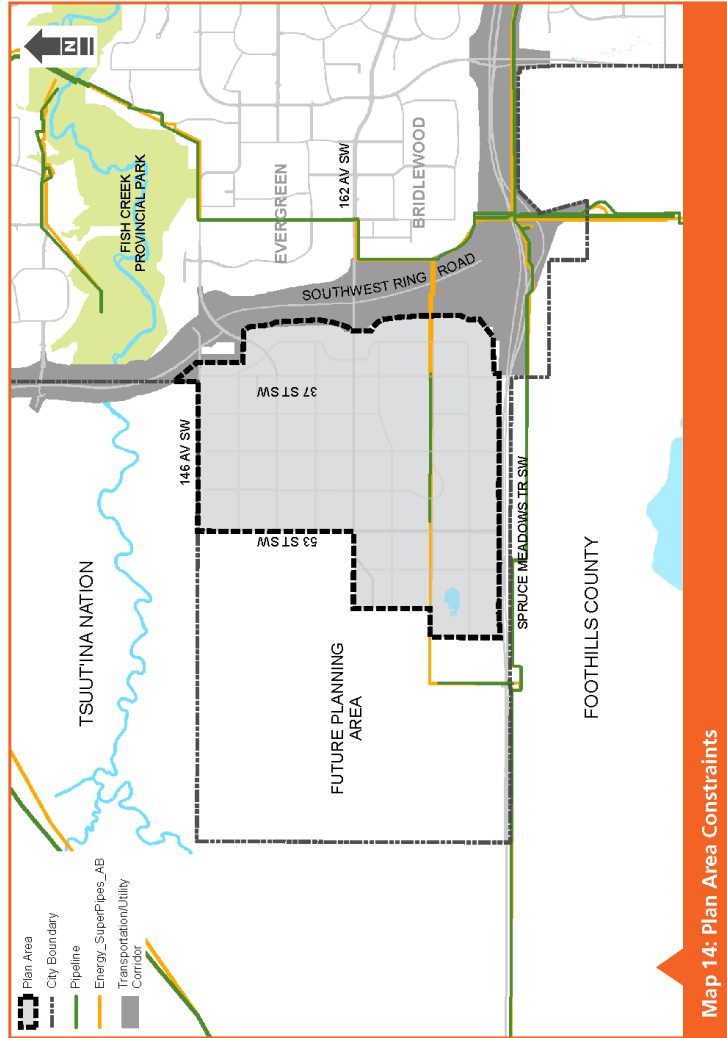 Plan Area
City Boundary
Pipeline
Energy_SuperPipes_AB
Transportation/Utility
Corridor
N
TSUUT'INA NATION
FISH CREEK
PROVINCIAL PARK
146 AV SW
EVERGREEN
162 AV SW
BRIDLEWOOD
SOUTHWEST RING ROAD
37 ST SW
53 ST SW
FUTURE PLANNING
AREA
SPRUCE MEADOWS TR SW
FOOTHILLS COUNTY
Map 14: Plan Area Constraints